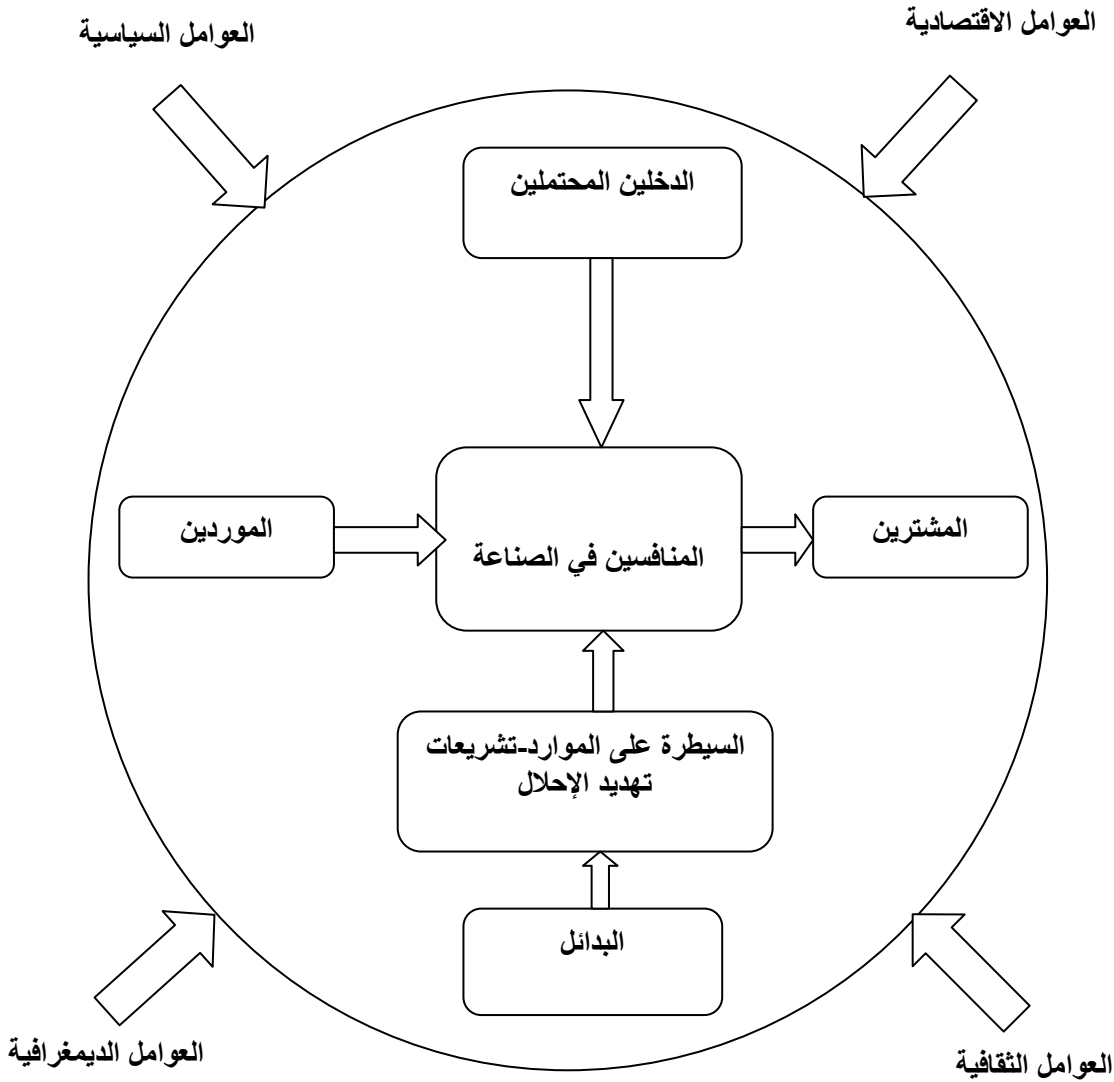 العوامل الاقتصادية
العوامل السياسية
الدخلين المحتملين
المشترين
المنافسين في الصناعة
الموردين
السيطرة على الموارد-تشريعات
تهديد الإحلال
البدائل
العوامل الثقافية
العوامل الديمغرافية